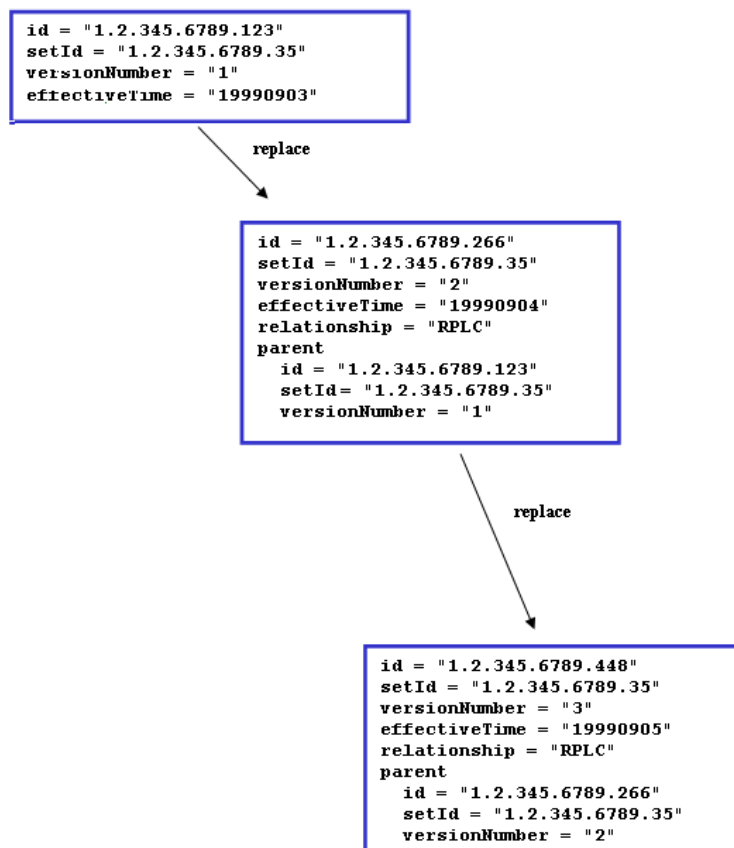 id = "1.2.345.6789.123"
setId = "1.2.345.6789.35"
versionNumber = "1"
effectiveTime = "19990903"
replace
id = "1.2.345.6789.266"
setId = "1.2.345.6789.35"
versionNumber = "2"
effectiveTime = "19990904"
relationship = "RPLC"
parent
id = "1.2.345.6789.123"
setId= "1.2.345.6789.35"
versionNumber = "1"
replace
id = "1.2.345.6789.448"
setId = "1.2.345.6789.35"
versionNumber = "3"
effectiveTime = "19990905"
relationship = "RPLC"
parent
id = "1.2.345.6789.266"
setId = "1.2.345.6789.35"
versionNumber = "2"